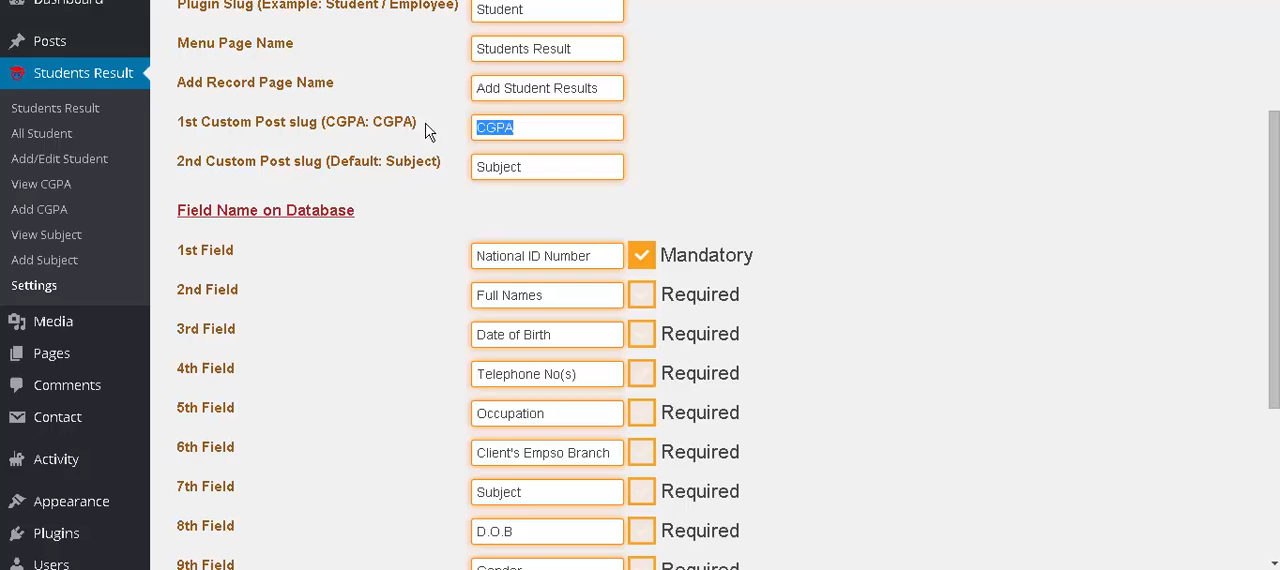 Dashboard
Posts
Students Result
Students Result
All Student
Add/Edit Student
View CGPA
Add CGPA
View Subject
Add Subject
Settings
Media
Pages
Comments
Contact
Activity
Appearance
Plugins
Users
Plugin Slug (Example: Student / Employee) Student
Menu Page Name Students Result
Add Record Page Name Add Student Results
1st Custom Post slug (CGPA: CGPA) CGPA
2nd Custom Post slug (Default: Subject) Subject
Field Name on Database
1st Field National ID Number Mandatory
2nd Field Full Names Required
3rd Field Date of Birth Required
4th Field Telephone No(s) Required
5th Field Occupation Required
6th Field Client's Empso Branch Required
7th Field Subject Required
8th Field D.O.B Required
9th Field Gender Required